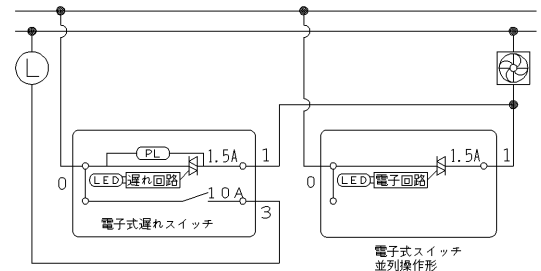 L
PL
1.5A
1
0
LED
遅れ回路
10A
3
電子式遅れスイッチ
1.5A
1
0
LED
電子回路
電子式スイッチ
並列操作形